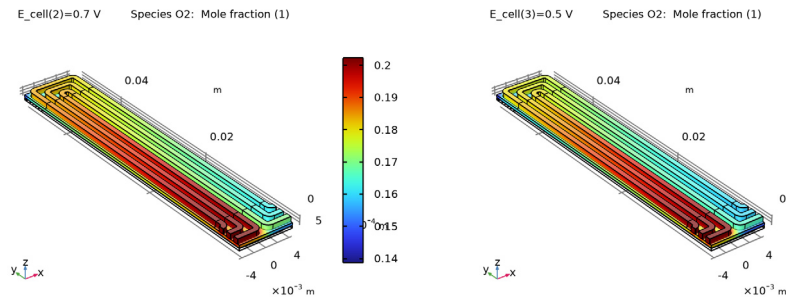 E_cell(2)=0.7 V Species O2: Mole fraction (1)
0.04
m
0.02
0
5
4
0
-4
×10⁻³ m
y z x
0.2
0.19
0.18
0.17
0.16
0.15
0.14
E_cell(3)=0.5 V Species O2: Mole fraction (1)
0.04
m
0.02
0
4
0
-4
×10⁻³ m
y z x